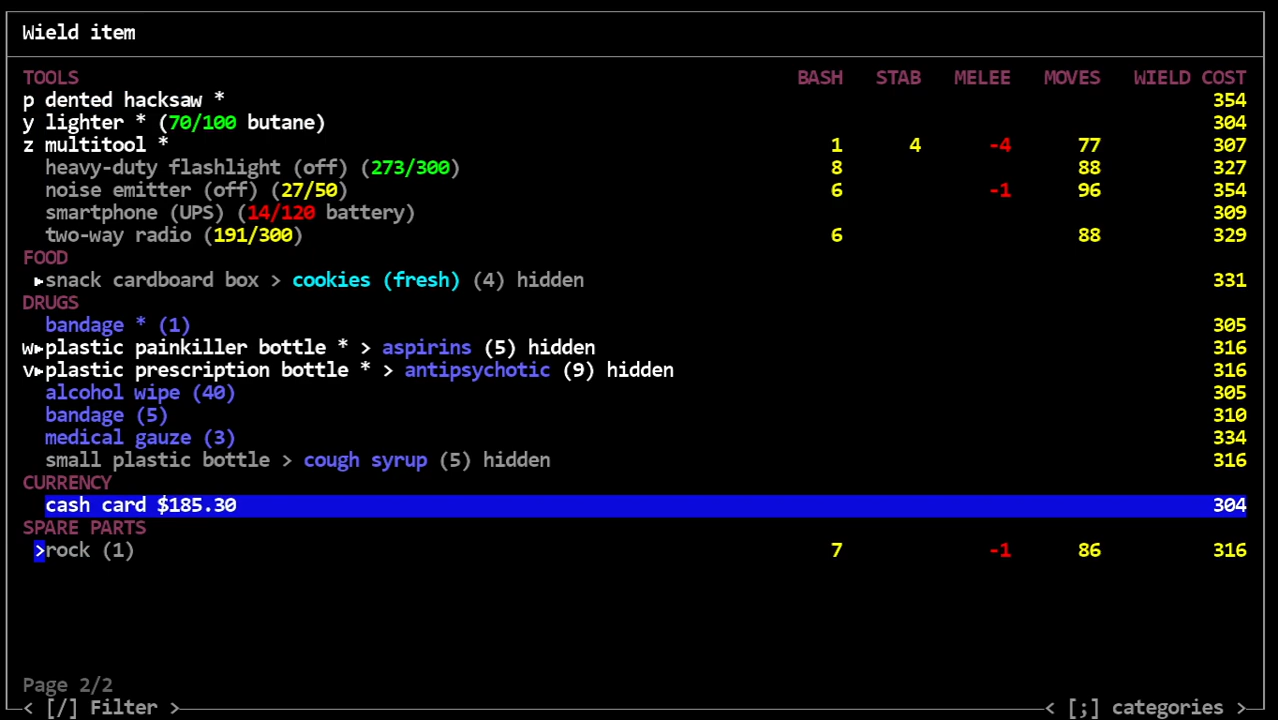 Wield item
TOOLS BASH STAB MELEE MOVES WIELD COST
p dented hacksaw * 354
y lighter * (70/100 butane) 304
z multitool * 1 4 -4 77 307
heavy-duty flashlight (off) (273/300) 8 88 327
noise emitter (off) (27/50) 6 -1 96 354
smartphone (UPS) (14/120 battery) 309
two-way radio (191/300) 6 88 329
FOOD
▸snack cardboard box > cookies (fresh) (4) hidden 331
DRUGS
bandage * (1) 305
w▸plastic painkiller bottle * > aspirins (5) hidden 316
v▸plastic prescription bottle * > antipsychotic (9) hidden 316
alcohol wipe (40) 305
bandage (5) 310
medical gauze (3) 334
small plastic bottle > cough syrup (5) hidden 316
CURRENCY
cash card $185.30 304
SPARE PARTS
>rock (1) 7 -1 86 316
Page 2/2
< [/] Filter > < [;] categories >